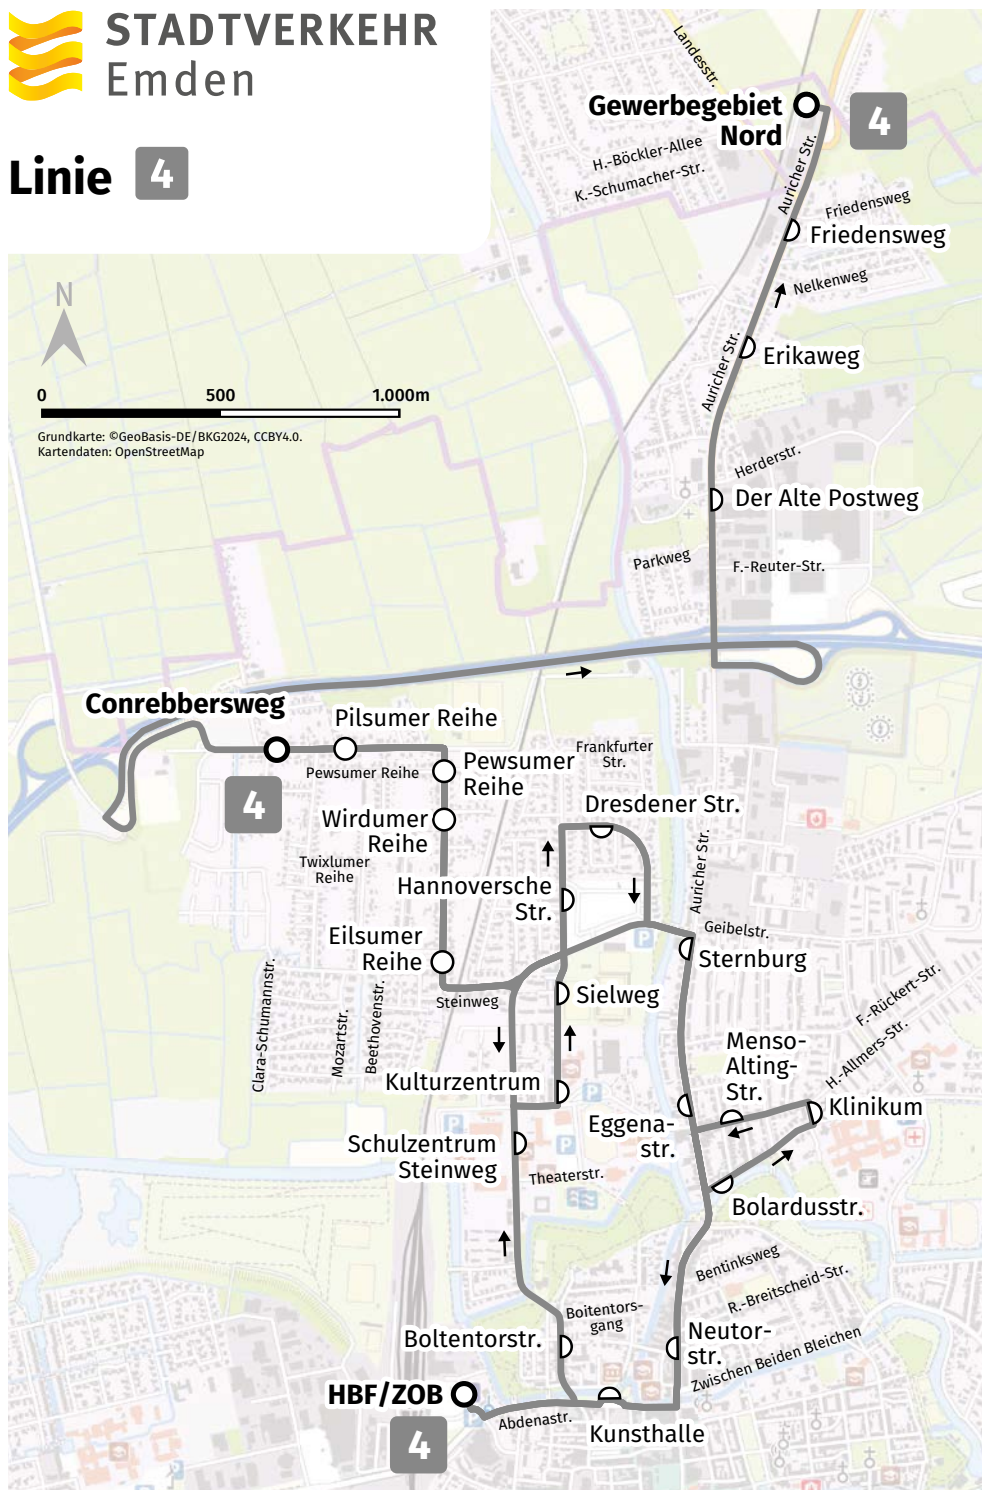 STADTVERKEHR
Emden
Linie 4
Landesstr.
Gewerbegebiet
Nord
4
H.-Böckler-Allee
K.-Schumacher-Str.
Auricher Str.
Friedensweg
Friedensweg
Nelkenweg
N
Auricher Str.
Erikaweg
0 500 1.000m
Grundkarte: ©GeoBasis-DE/BKG2024, CCBY4.0.
Kartendaten: OpenStreetMap
Herderstr.
Der Alte Postweg
Parkweg
F.-Reuter-Str.
Conrebbersweg
4
Pilsumer Reihe
Pewsumer Reihe
Pewsumer
Reihe
Frankfurter
Str.
Wirdumer
Reihe
Dresdener Str.
Twixlumer
Reihe
Auricher Str.
Hannoversche
Str.
Geibelstr.
Eilsumer
Reihe
Sternburg
Steinweg
Sielweg
F.-Rückert-Str.
H.-Allmers-Str.
Clara-Schumannstr.
Mozartstr.
Beethovenstr.
Menso-
Alting-
Str.
Kulturzentrum
Klinikum
Eggena-
str.
Schulzentrum
Steinweg
Theaterstr.
Bolardusstr.
Bentinksweg
R.-Breitscheid-Str.
Boitentors-
gang
Boltentorstr.
Neutor-
str.
Zwischen Beiden Bleichen
HBF/ZOB
4
Abdenastr.
Kunsthalle